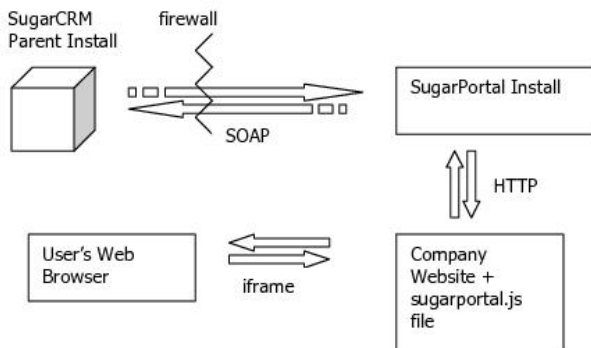 SugarCRM
Parent Install
firewall
SugarPortal Install
SOAP
HTTP
User's Web
Browser
iframe
Company
Website +
sugarportal.js
file